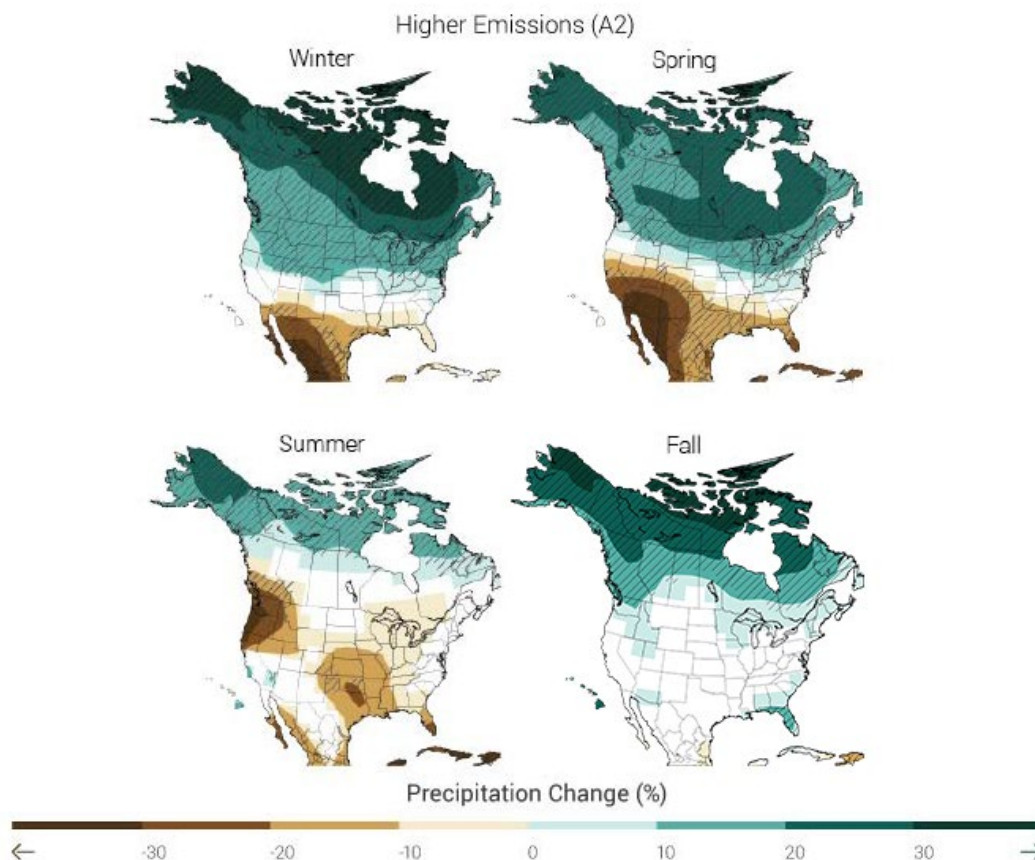 Higher Emissions (A2)
Winter Spring
Summer Fall
Precipitation Change (%)
← -30 -20 -10 0 10 20 30 →